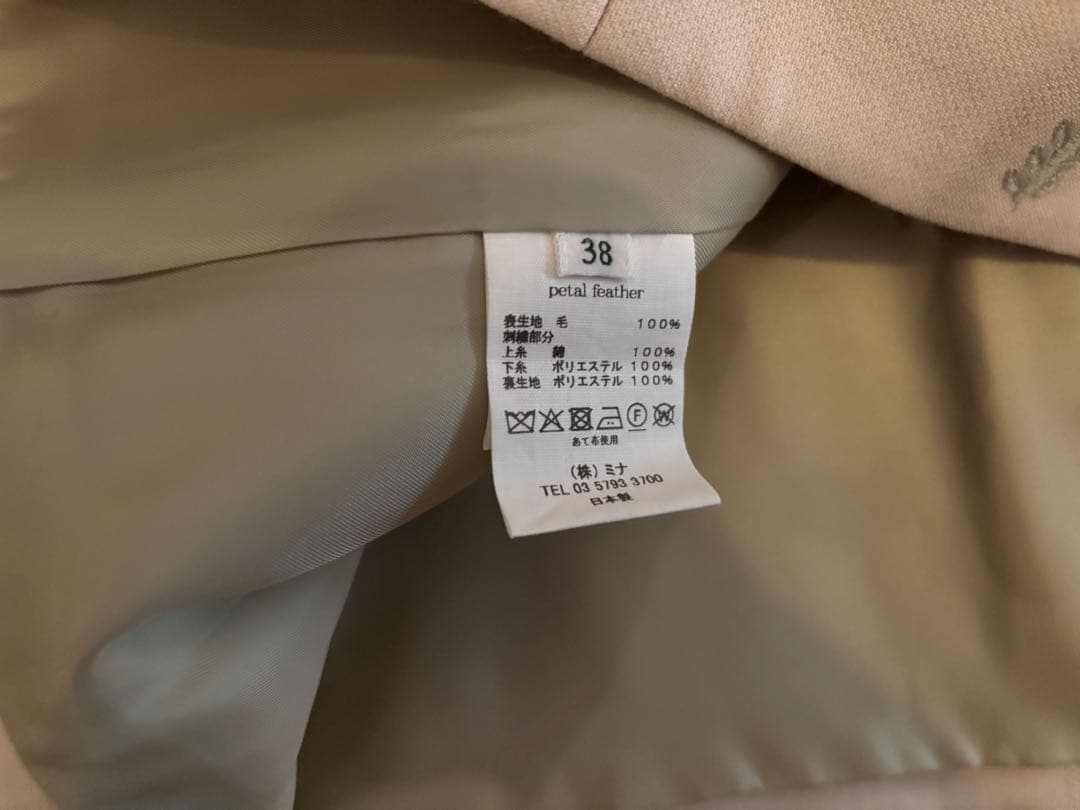 38
petal feather
表生地 毛 100%
刺繍部分
上糸 綿 100%
下糸 ポリエステル 100%
裏生地 ポリエステル 100%
F W
あて布使用
(株) ミナ
TEL 03 5793 3700
日本製